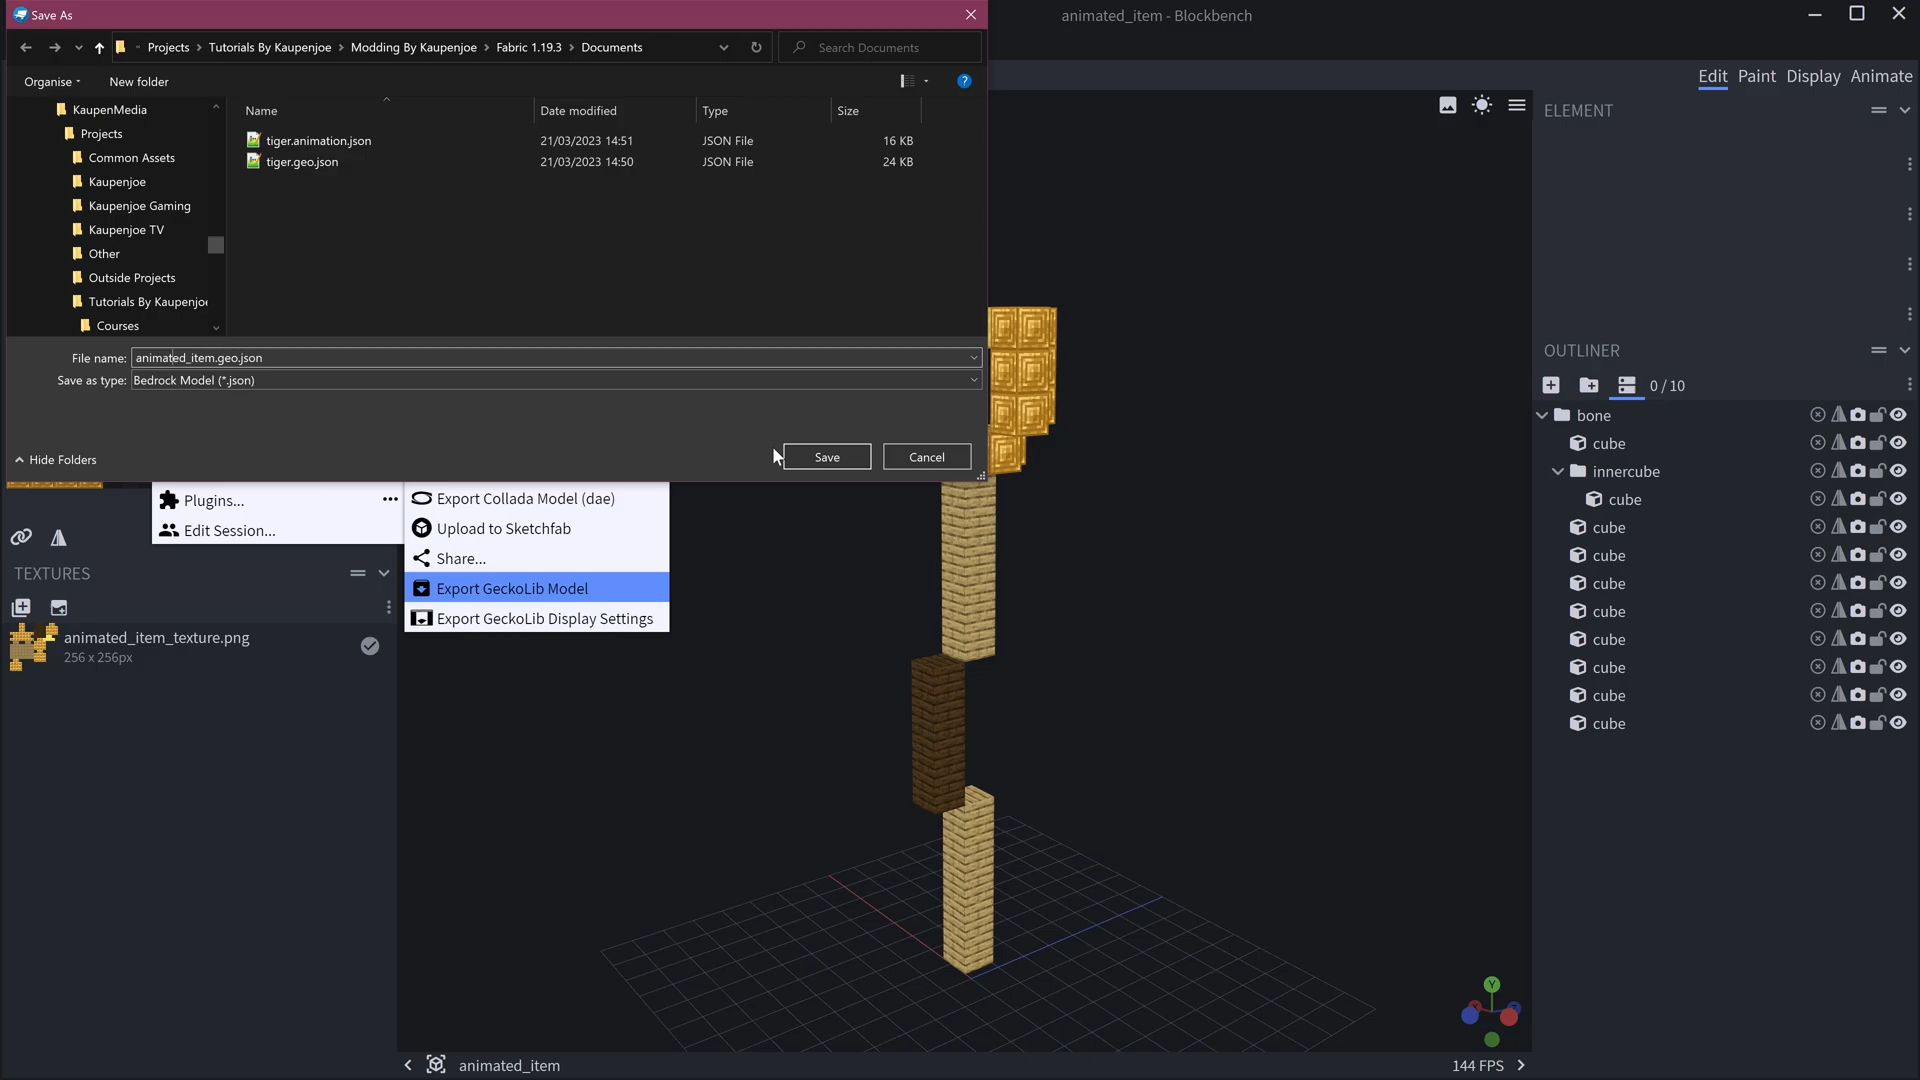 Save As
animated_item - Blockbench
Projects > Tutorials By Kaupenjoe > Modding By Kaupenjoe > Fabric 1.19.3 > Documents
Search Documents
Organise
New folder
Edit Paint Display Animate
KaupenMedia
Projects
Common Assets
Kaupenjoe
Kaupenjoe Gaming
Kaupenjoe TV
Other
Outside Projects
Courses
Name Date modified Type Size
tiger.animation.json 21/03/2023 14:51 JSON File 16 KB
tiger.geo.json 21/03/2023 14:50 JSON File 24 KB
File name: animated_item.geo.json
Save as type: Bedrock Model (*.json)
Hide Folders
Save
Cancel
Plugins...
Edit Session...
Export Collada Model (dae)
Upload to Sketchfab
Share...
Export GeckoLib Model
Export GeckoLib Display Settings
TEXTURES
animated_item_texture.png
256 x 256px
ELEMENT
OUTLINER
0 / 10
bone
cube
innercube
cube
cube
cube
cube
cube
cube
cube
cube
cube
Y
animated_item
144 FPS